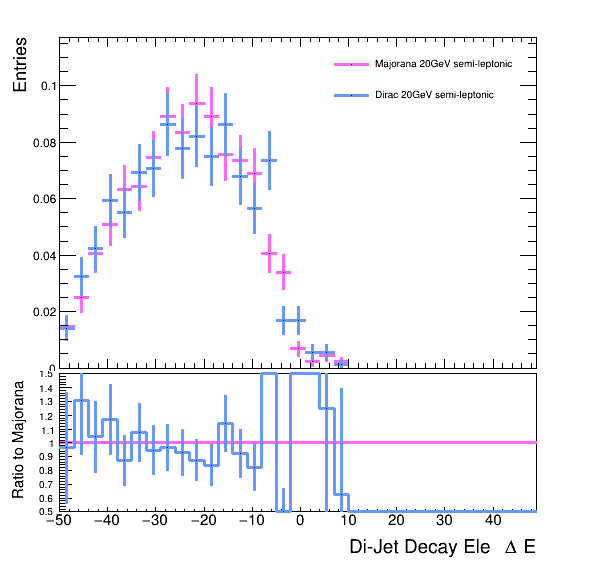 Entries
Majorana 20GeV semi-leptonic
Dirac 20GeV semi-leptonic
0.1
0.08
0.06
0.04
0.02
0
Ratio to Majorana
1.5
1.4
1.3
1.2
1.1
1
0.9
0.8
0.7
0.6
0.5
−50 −40 −30 −20 −10 0 10 20 30 40
Di-Jet Decay Ele Δ E